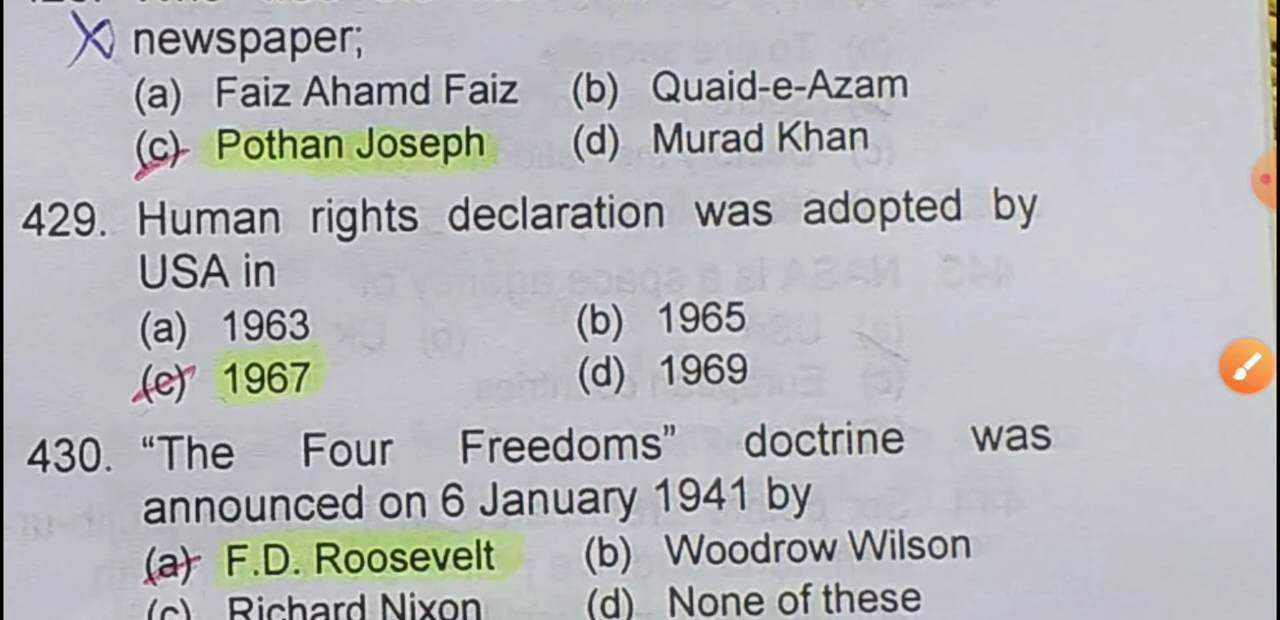 newspaper;
(a) Faiz Ahamd Faiz (b) Quaid-e-Azam
(c) Pothan Joseph (d) Murad Khan
429. Human rights declaration was adopted by
USA in
(a) 1963 (b) 1965
(c) 1967 (d) 1969
430. “The Four Freedoms” doctrine was
announced on 6 January 1941 by
(a) F.D. Roosevelt (b) Woodrow Wilson
(c) Richard Nixon (d) None of these